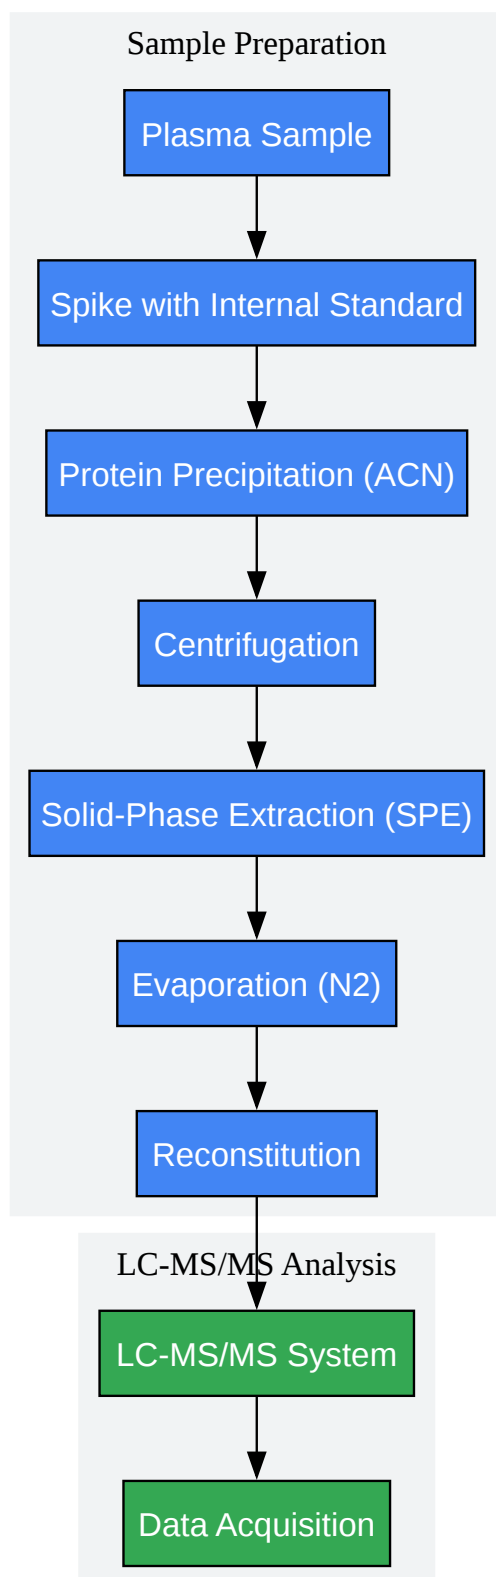 Sample Preparation
Plasma Sample
Spike with Internal Standard
Protein Precipitation (ACN)
Centrifugation
Solid-Phase Extraction (SPE)
Evaporation (N2)
Reconstitution
LC-MS/MS Analysis
LC-MS/MS System
Data Acquisition